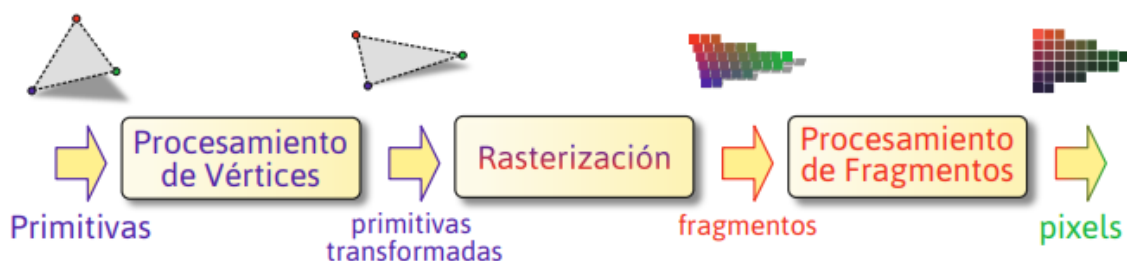 Procesamiento
de Vértices
Rasterización
Procesamiento
de Fragmentos
Primitivas
primitivas
transformadas
fragmentos
pixels